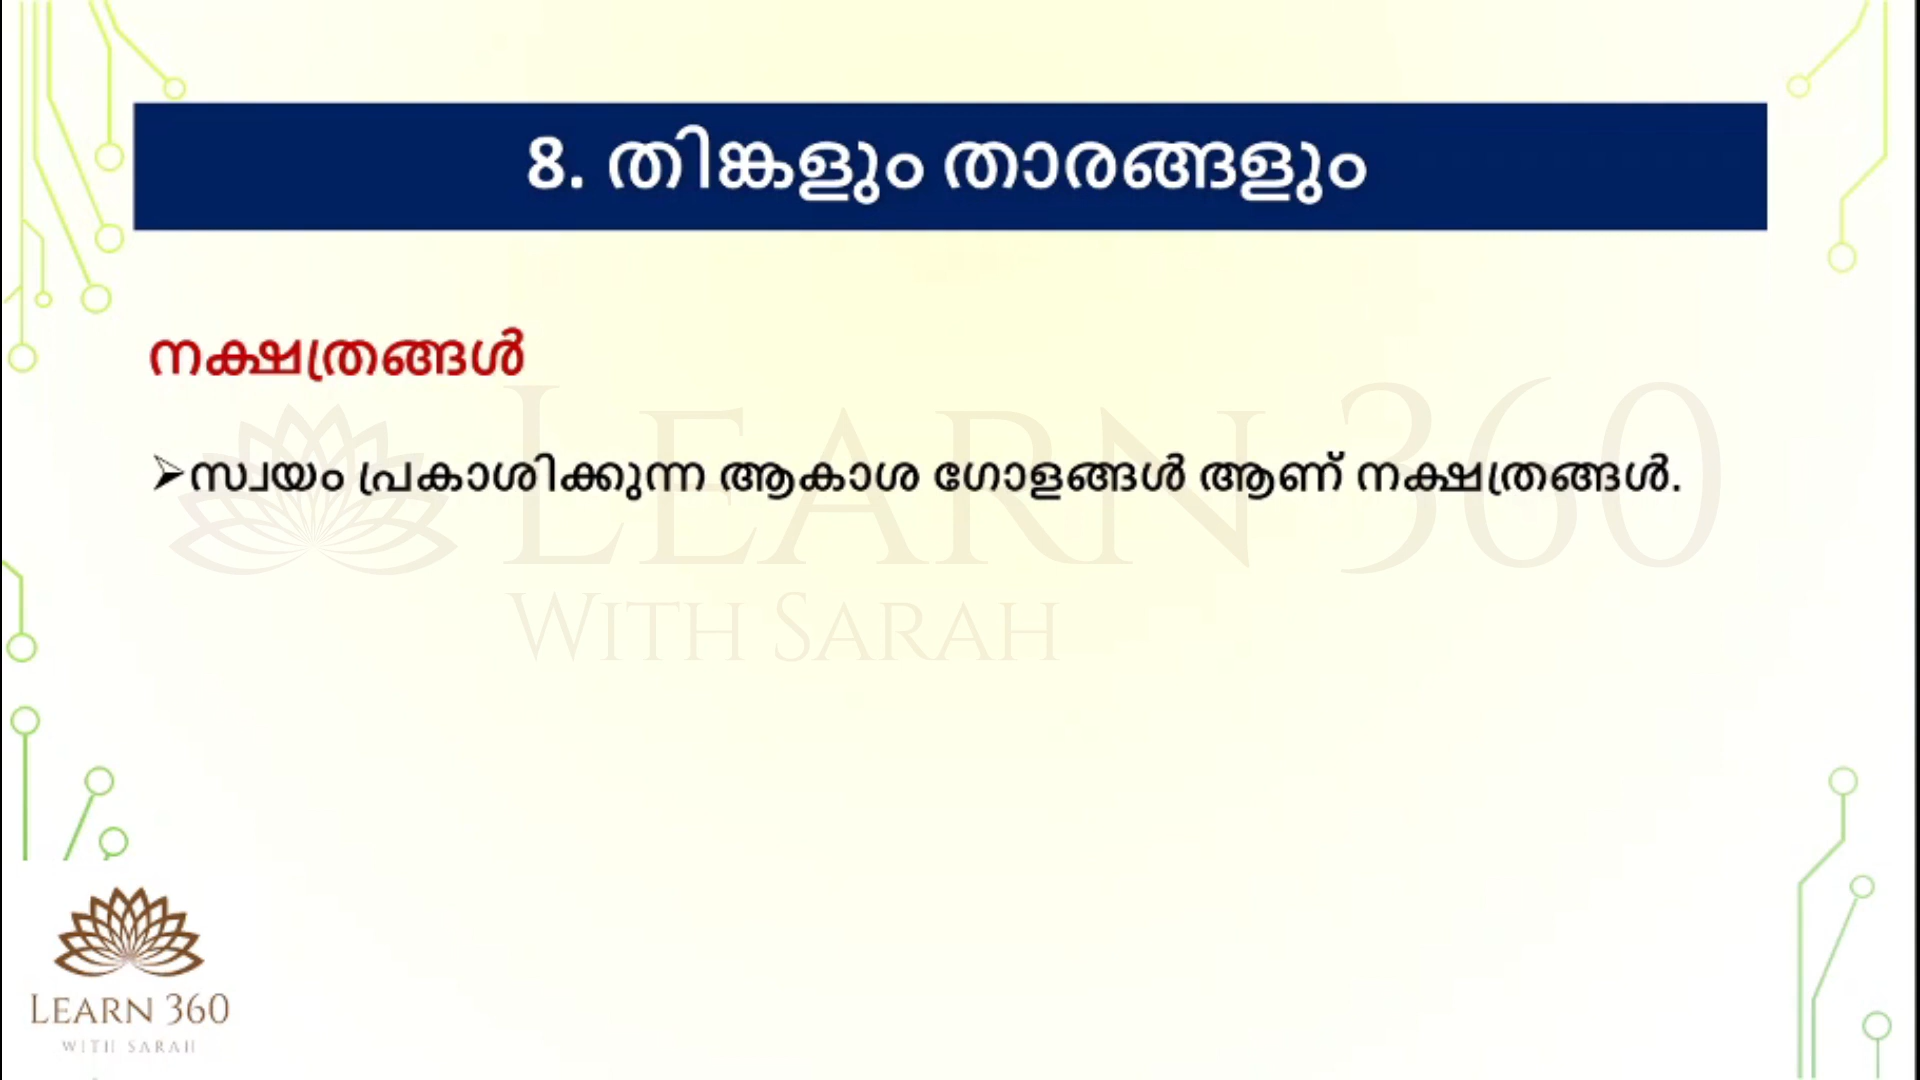 8. തിങ്കളും താരങ്ങളും
നക്ഷത്രങ്ങൾ
➢സ്വയം പ്രകാശിക്കുന്ന ആകാശ ഗോളങ്ങൾ ആണ് നക്ഷത്രങ്ങൾ.
LEARN 360
WITH SARAH
LEARN 360
WITH SARAH